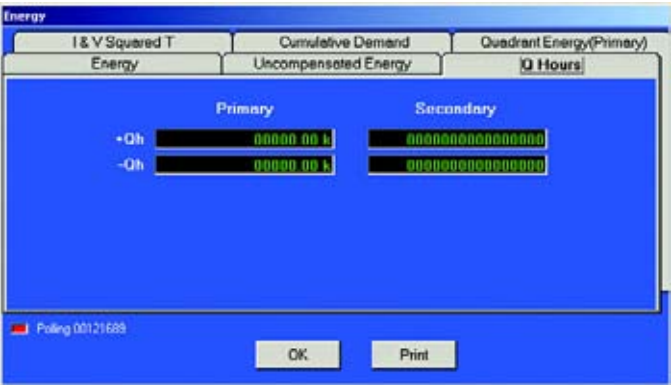 Energy
I & V Squared T Cumulative Demand Quadrant Energy(Primary)
Energy Uncompensated Energy Q Hours
Primary Secondary
+Qh 00000.00 k 0000000000000000
-Qh 00000.00 k 0000000000000000
Polling 00121689
OK Print